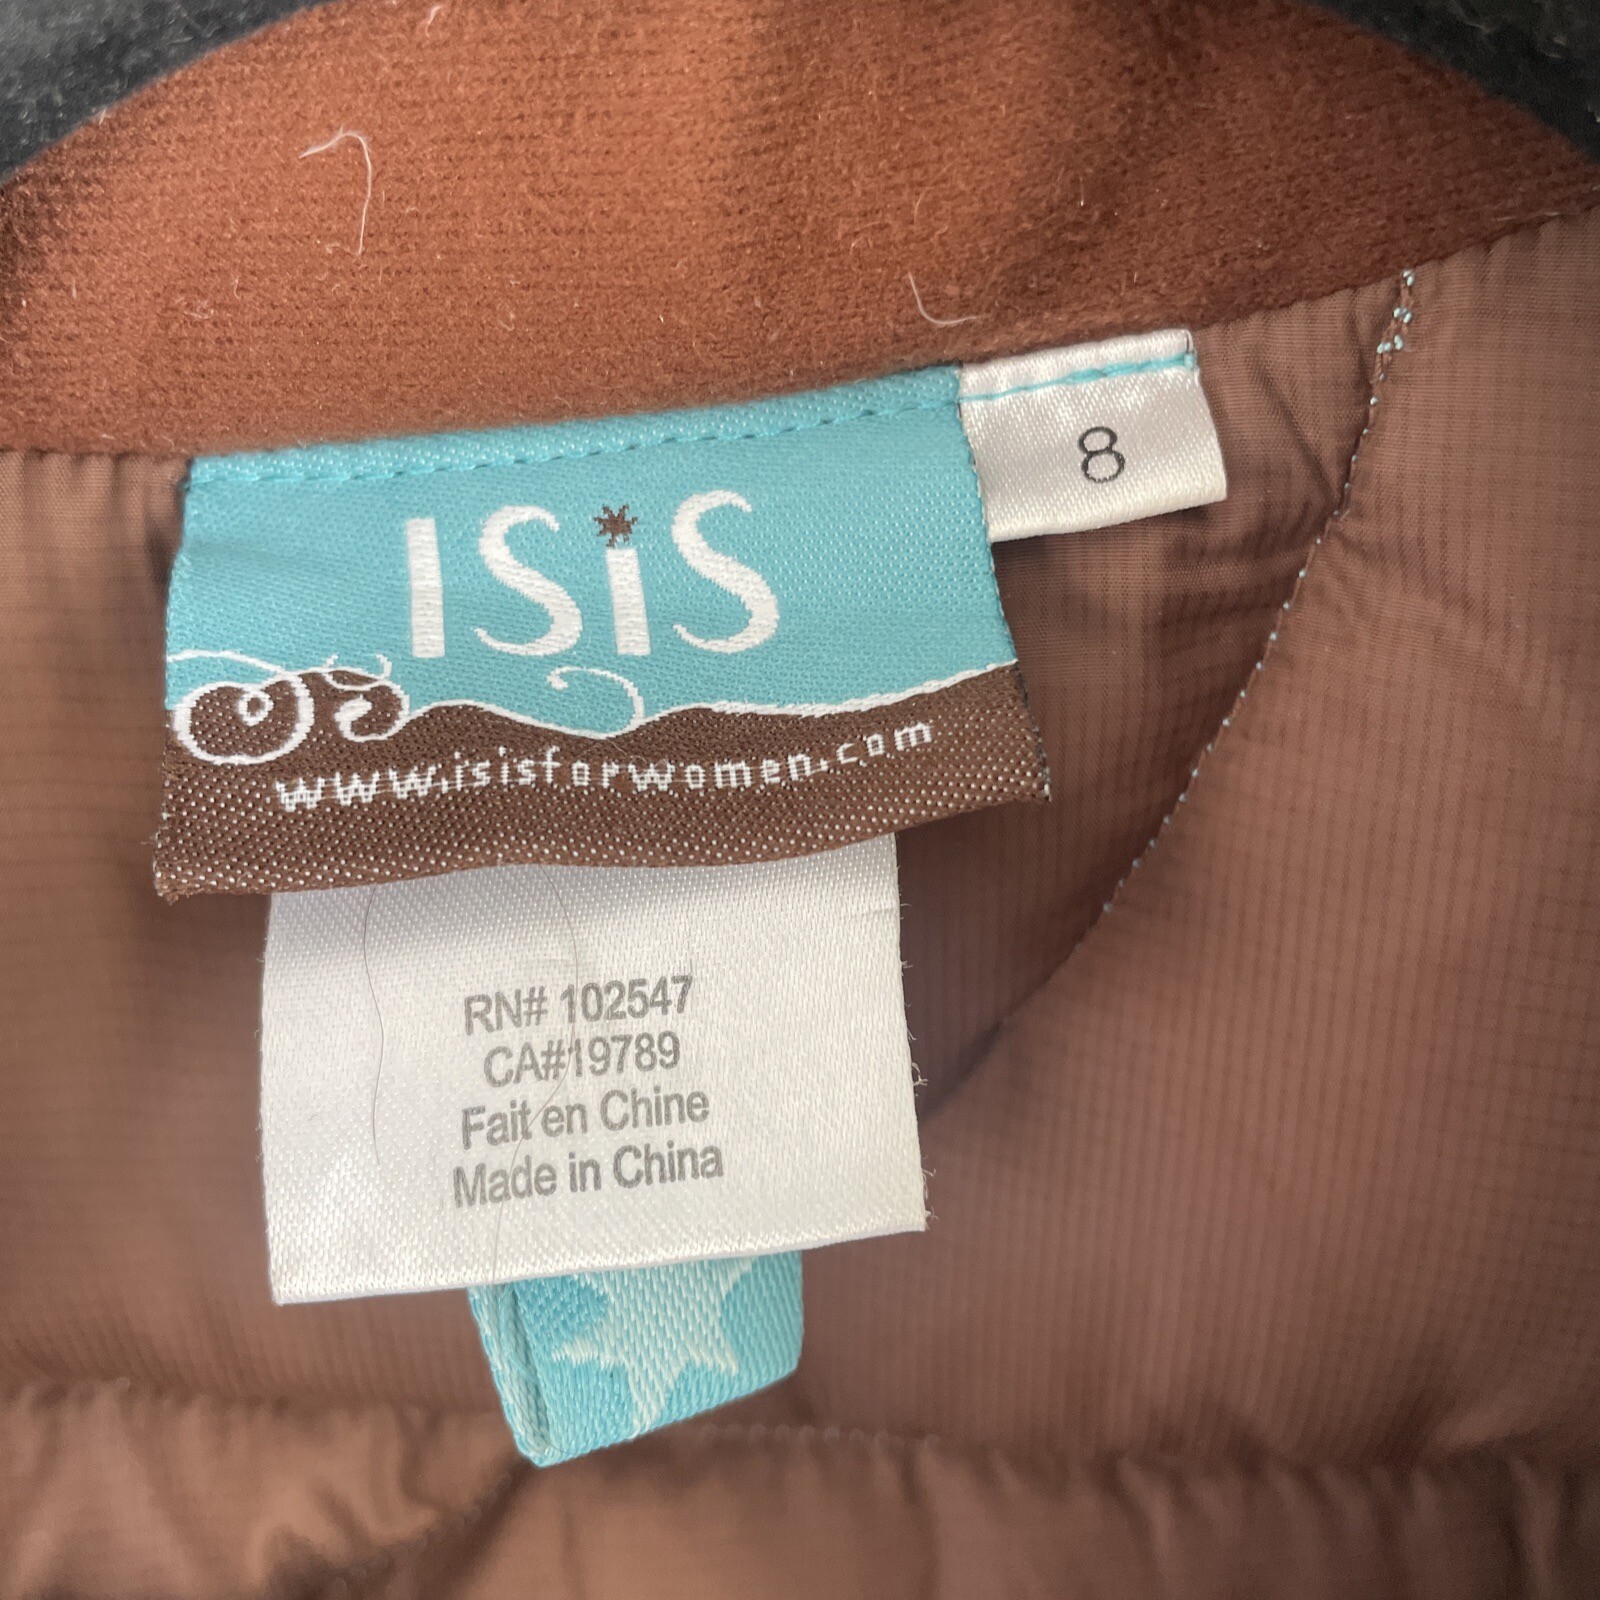 ISiS
8
www.isisforwomen.com
RN# 102547
CA#19789
Fait en Chine
Made in China